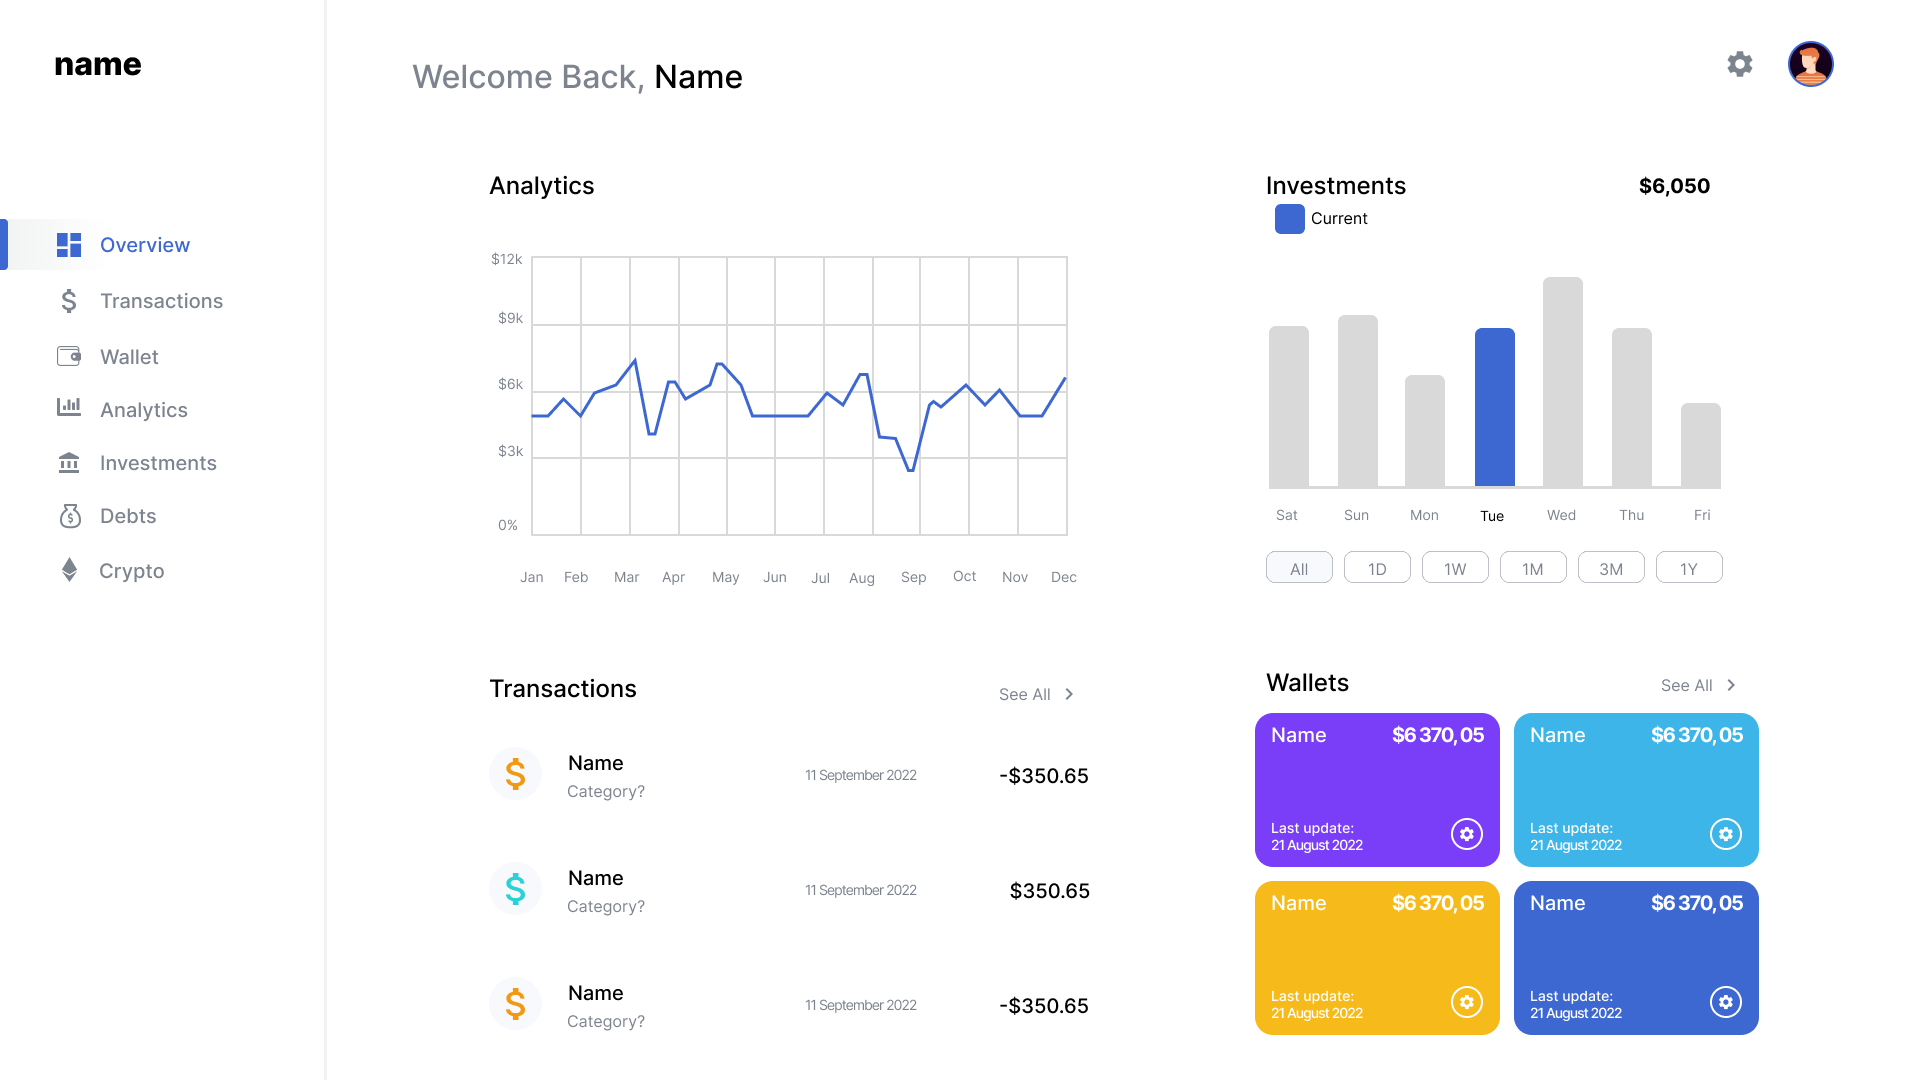 name
Welcome Back, Name
Overview
Transactions
Wallet
Analytics
Investments
Debts
Crypto
Analytics
$12k
$9k
$6k
$3k
0%
Jan Feb Mar Apr May Jun Jul Aug Sep Oct Nov Dec
Investments $6,050
Current
Sat Sun Mon Tue Wed Thu Fri
All 1D 1W 1M 3M 1Y
Transactions See All
Name
Category?
11 September 2022
-$350.65
Name
Category?
11 September 2022
$350.65
Name
Category?
11 September 2022
-$350.65
Wallets See All
Name $6 370,05
Last update:
21 August 2022
Name $6 370,05
Last update:
21 August 2022
Name $6 370,05
Last update:
21 August 2022
Name $6 370,05
Last update:
21 August 2022